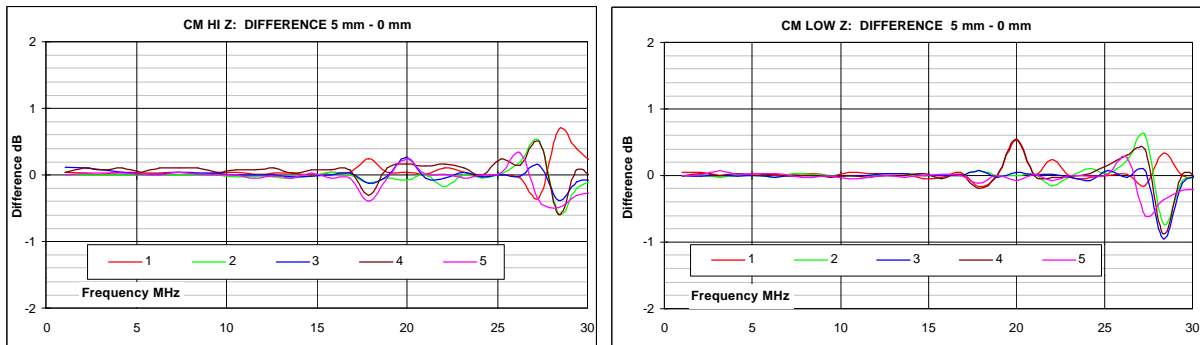 CM HI Z: DIFFERENCE 5 mm - 0 mm
2
1
0
-1
-2
Difference dB
1 2 3 4 5
Frequency MHz
0 5 10 15 20 25 30
CM LOW Z: DIFFERENCE 5 mm - 0 mm
2
1
0
-1
-2
Difference dB
1 2 3 4 5
Frequency MHz
0 5 10 15 20 25 30